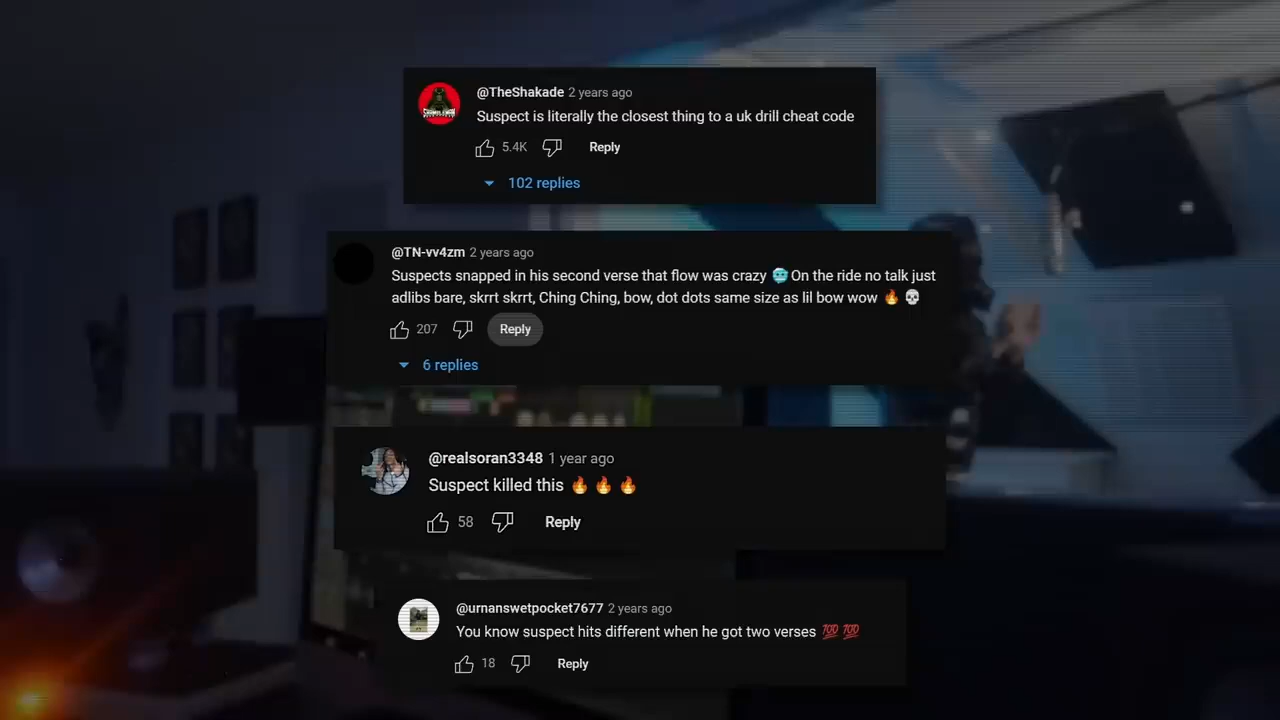 @TheShakade 2 years ago
Suspect is literally the closest thing to a uk drill cheat code
5.4K Reply
102 replies
@TN-vv4zm 2 years ago
Suspects snapped in his second verse that flow was crazy 🥶 On the ride no talk just
adlibs bare, skrrt skrrt, Ching Ching, bow, dot dots same size as lil bow wow 🔥 💀
207 Reply
6 replies
@realsoran3348 1 year ago
Suspect killed this 🔥 🔥 🔥
58 Reply
@urnanswetpocket7677 2 years ago
You know suspect hits different when he got two verses 💯 💯
18 Reply